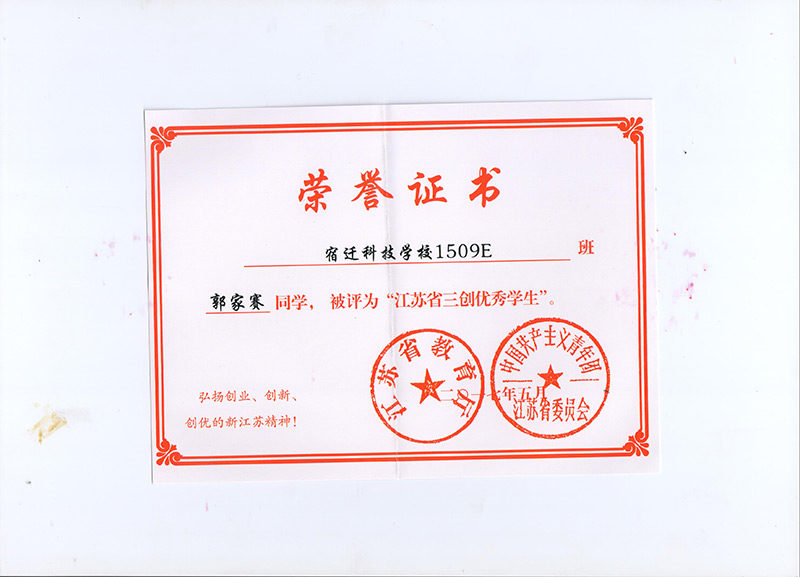 荣誉证书
宿迁科技学校1509E 班
郭家赛 同学，被评为“江苏省三创优秀学生”。
江苏省教育厅
中国共产主义青年团
江苏省委员会
二〇一七年五月
弘扬创业、创新、
创优的新江苏精神！